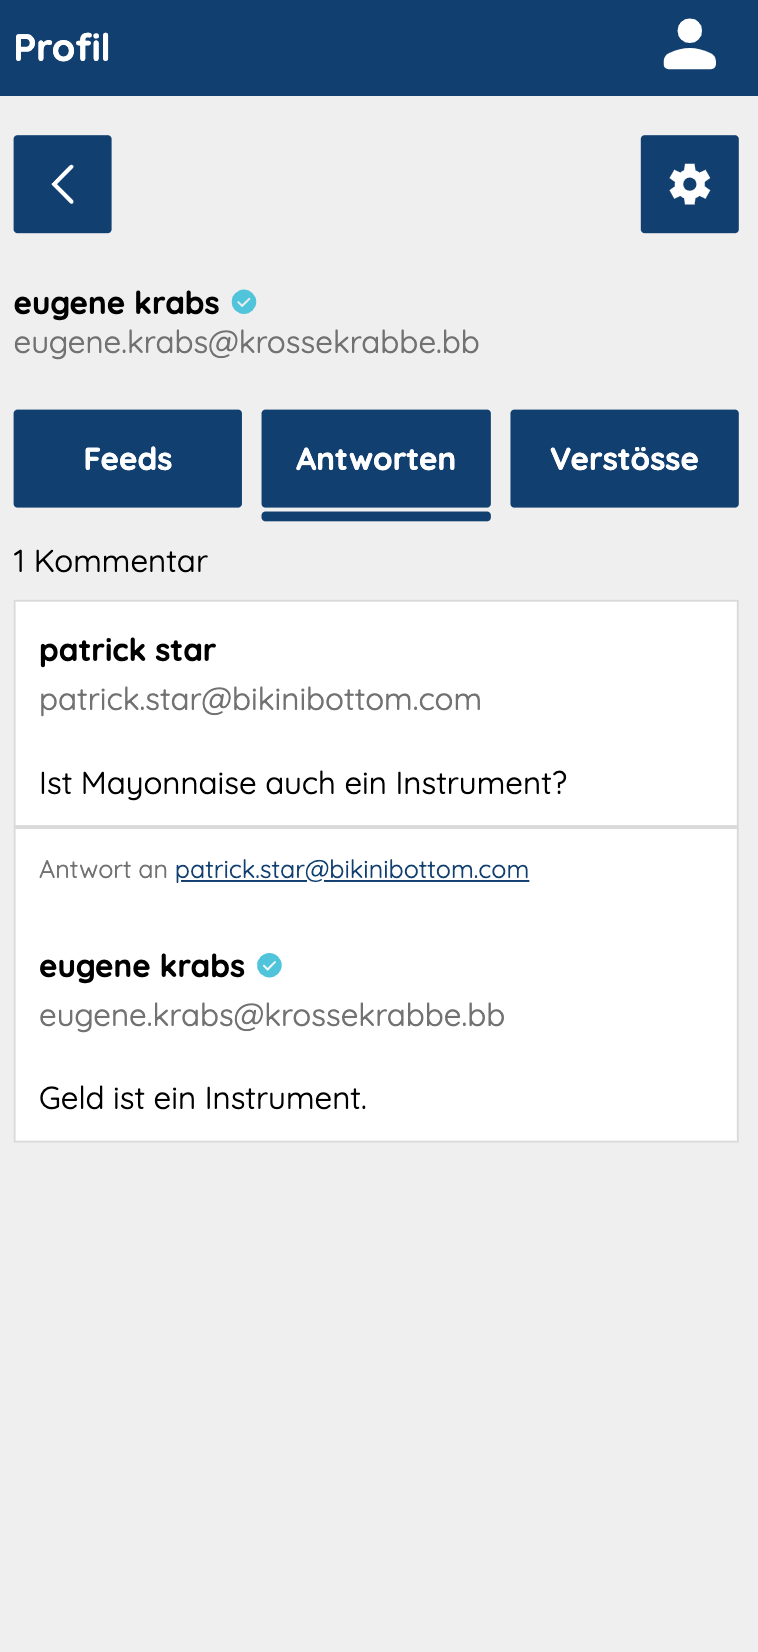 Profil
eugene krabs
eugene.krabs@krossekrabbe.bb
Feeds
Antworten
Verstösse
1 Kommentar
patrick star
patrick.star@bikinibottom.com
Ist Mayonnaise auch ein Instrument?
Antwort an patrick.star@bikinibottom.com
eugene krabs
eugene.krabs@krossekrabbe.bb
Geld ist ein Instrument.